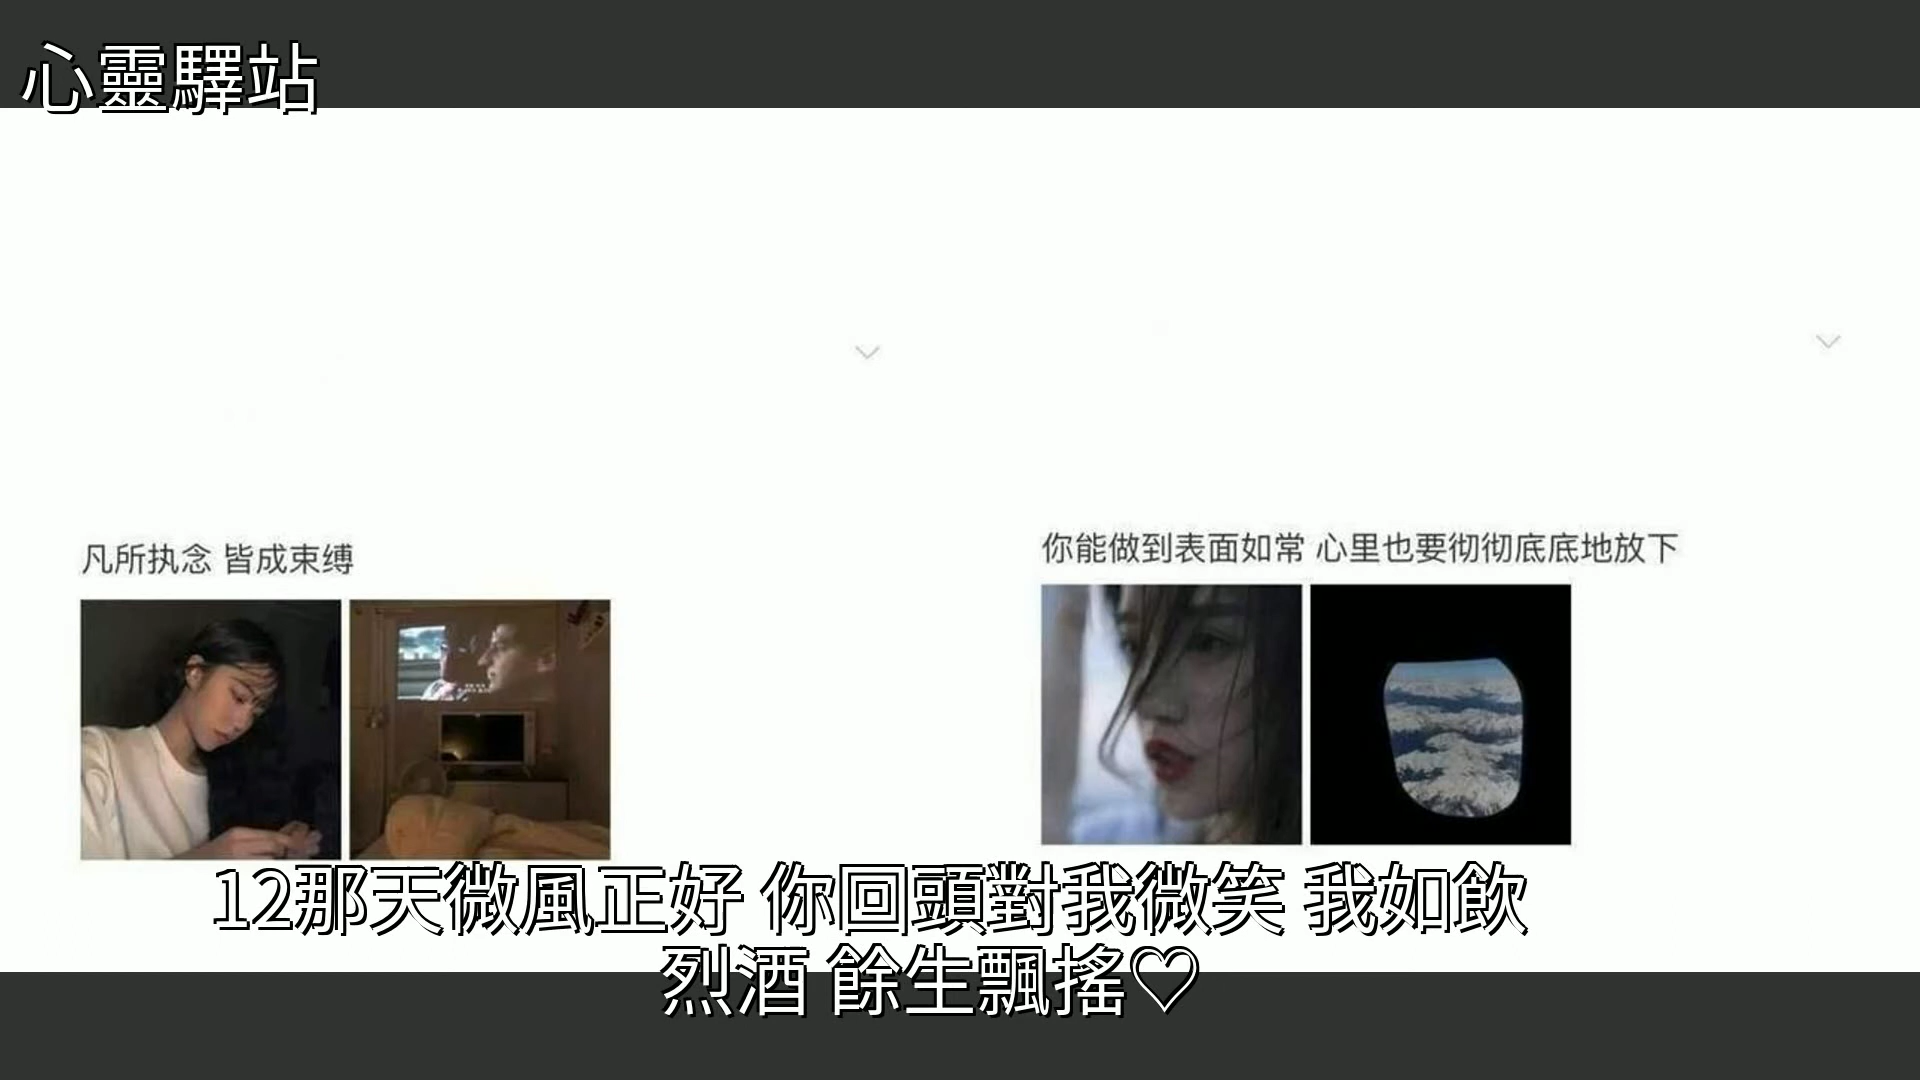 心靈驛站
凡所执念 皆成束缚
你能做到表面如常 心里也要彻彻底底地放下
12那天微風正好 你回頭對我微笑 我如飲
烈酒 餘生飄搖♡